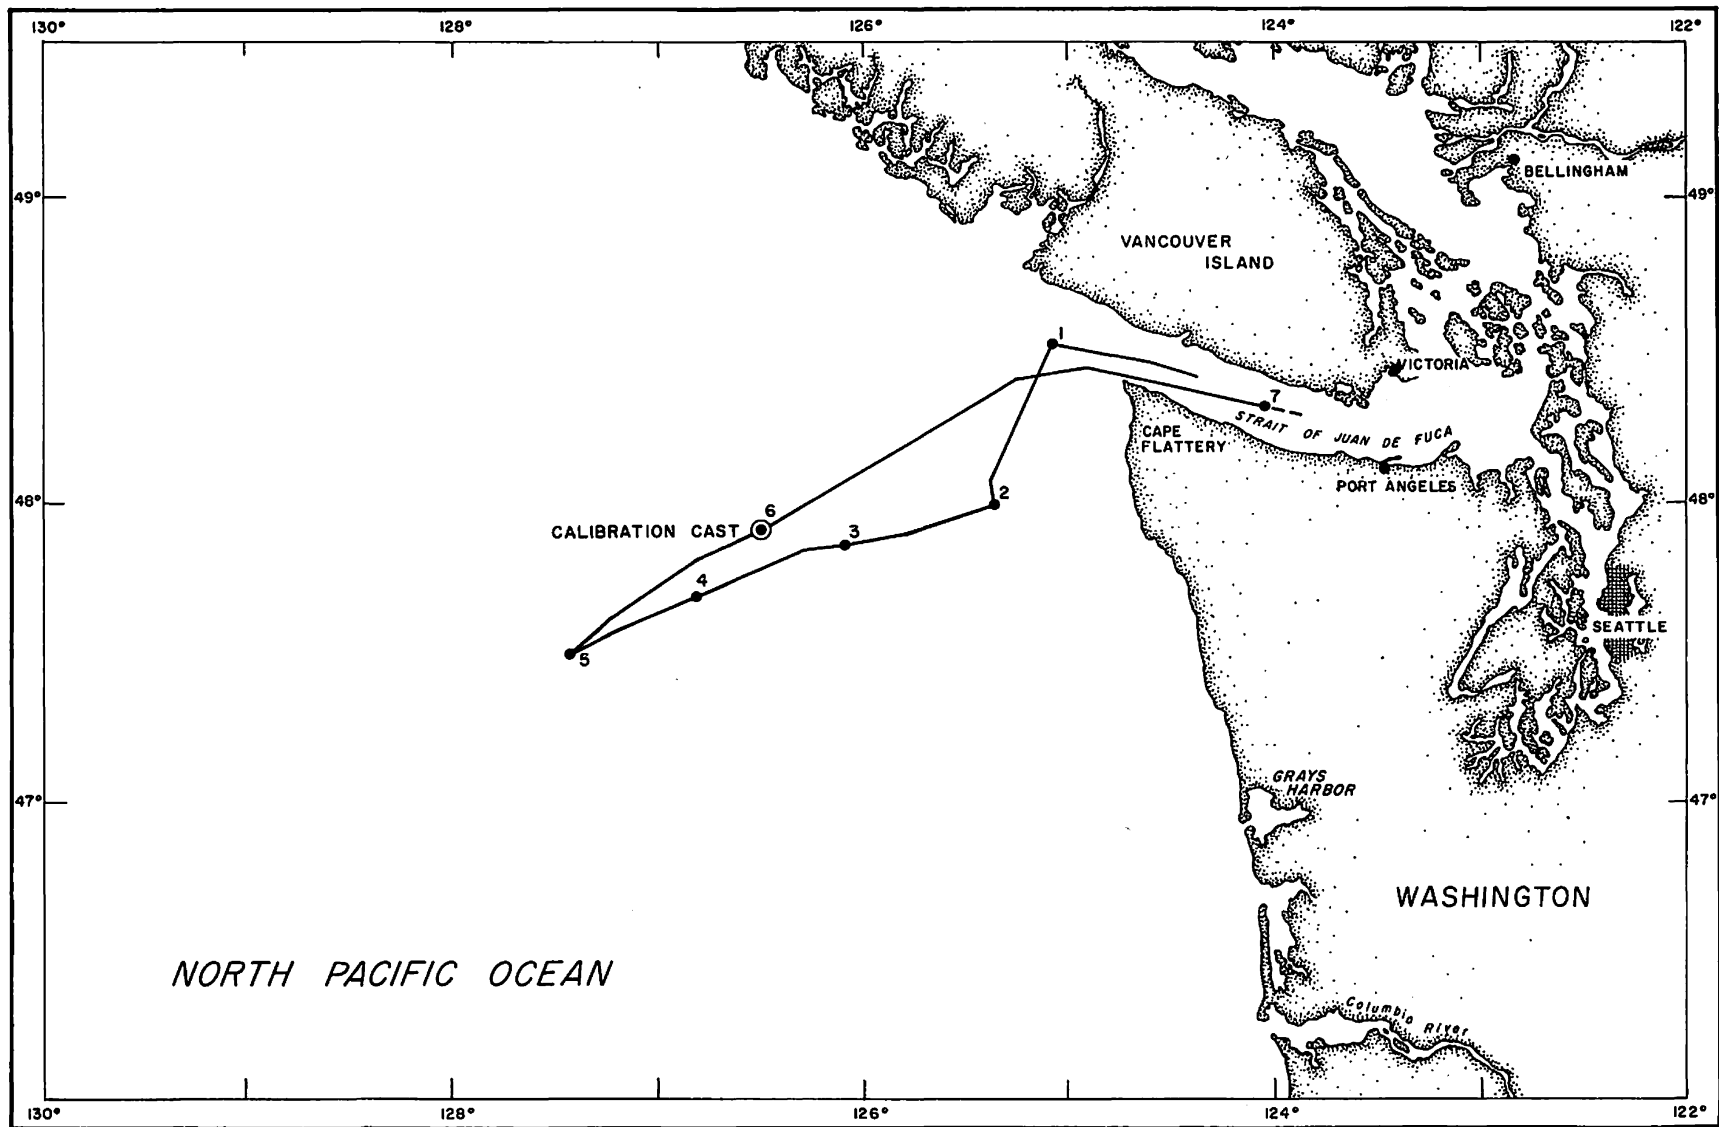 130°
128°
126°
124°
122°
BELLINGHAM
49°
49°
VANCOUVER
ISLAND
1
VICTORIA
7
STRAIT OF JUAN DE FUCA
CAPE
FLATTERY
PORT ANGELES
48°
48°
2
6
CALIBRATION CAST
3
4
5
SEATTLE
GRAYS
HARBOR
47°
47°
WASHINGTON
NORTH PACIFIC OCEAN
Columbia River
130°
128°
126°
124°
122°